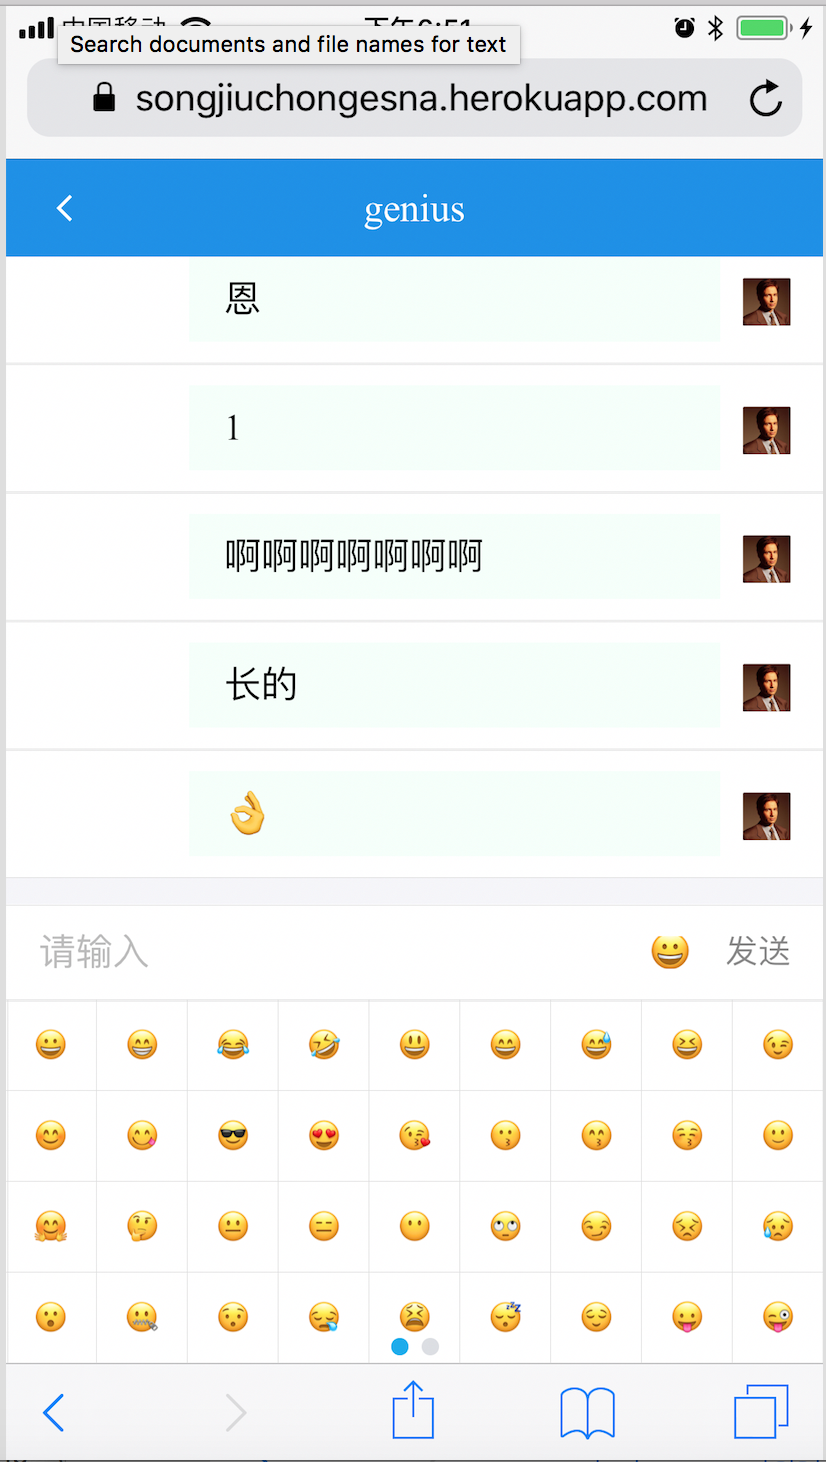 Search documents and file names for text
songjiuchongesna.herokuapp.com
genius
恩
1
啊啊啊啊啊啊啊
长的
👌
请输入
发送